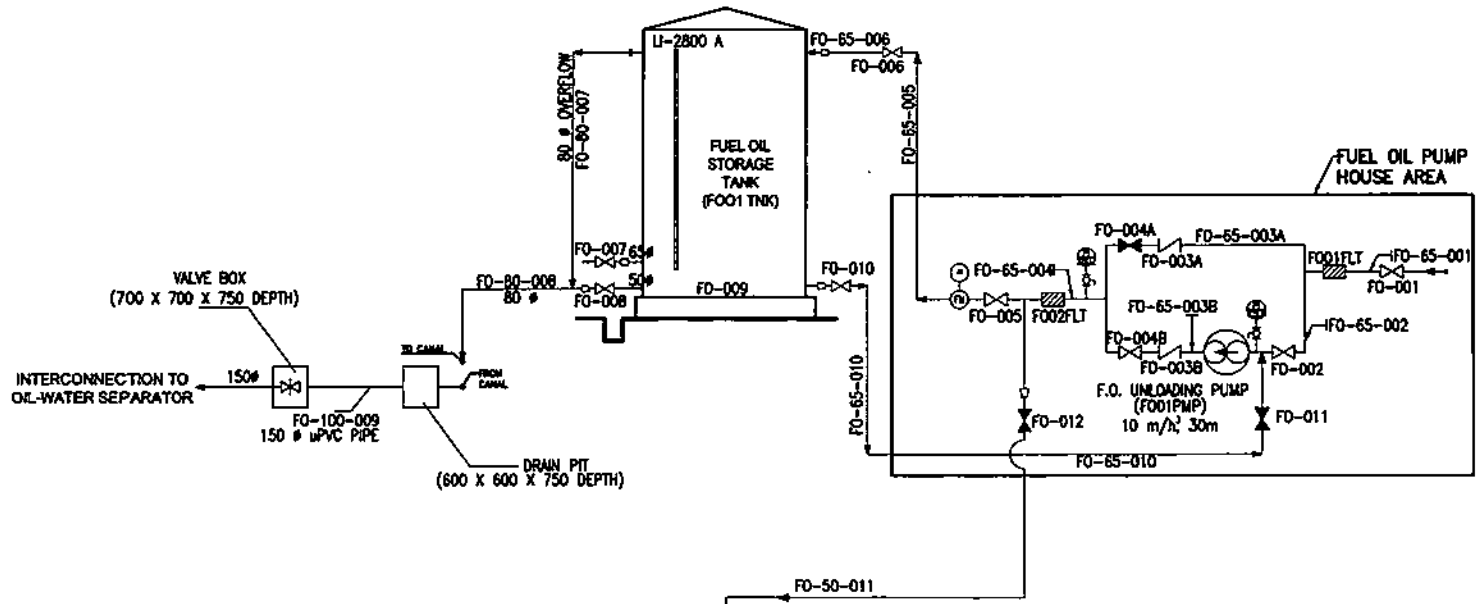 LI-2800 A
FO-65-006
FO-006
80 ø OVERFLOW
FO-80-007
FO-65-005
FUEL OIL
STORAGE
TANK
(FO01 TNK)
FUEL OIL PUMP
HOUSE AREA
FO-004A
FO-65-003A
FO-003A
FO01FLT
FO-65-001
FO-001
FO-007
65ø
FO-010
FO-65-004
VALVE BOX
(700 X 700 X 750 DEPTH)
FO-80-008
80 ø
50ø
FO-008
FO-009
FO-005
FO02FLT
FO-65-003B
FO-65-002
FO-004B
FO-003B
FO-002
TO CANAL
FROM
CANAL
INTERCONNECTION TO
OIL-WATER SEPARATOR
150ø
FO-100-009
150 ø uPVC PIPE
F.O. UNLOADING PUMP
(FO01PMP)
10 m/h³, 30m
FO-65-010
FO-012
FO-011
FO-65-010
DRAIN PIT
(600 X 600 X 750 DEPTH)
FO-50-011